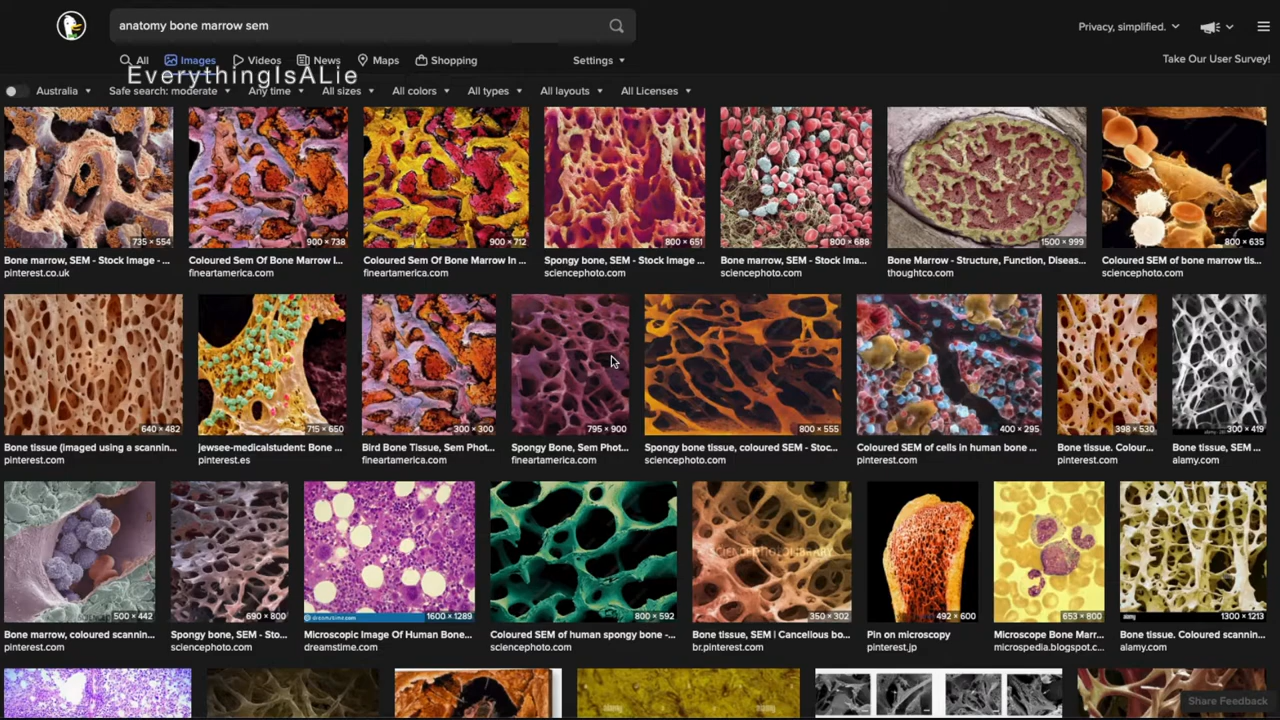 anatomy bone marrow sem
Privacy, simplified.
All
Images
Videos
News
Maps
Shopping
Settings
Take Our User Survey!
EverythingIsALie
Australia
Safe search: moderate
Any time
All sizes
All colors
All types
All layouts
All Licenses
735 × 554
900 × 738
900 × 712
800 × 651
800 × 688
1500 × 999
800 × 635
Bone marrow, SEM - Stock Image - ...
Coloured Sem Of Bone Marrow I...
Coloured Sem Of Bone Marrow In ...
Spongy bone, SEM - Stock Image ...
Bone marrow, SEM - Stock Ima...
Bone Marrow - Structure, Function, Diseas...
Coloured SEM of bone marrow tis...
pinterest.co.uk
fineartamerica.com
fineartamerica.com
sciencephoto.com
sciencephoto.com
thoughtco.com
sciencephoto.com
640 × 482
715 × 650
300 × 300
795 × 900
800 × 555
400 × 295
398 × 530
alamy.com
300 × 419
Bone tissue (imaged using a scannin...
jewsee-medicalstudent: Bone ...
Bird Bone Tissue, Sem Phot...
Spongy Bone, Sem Phot...
Spongy bone tissue, coloured SEM - Stoc...
Coloured SEM of cells in human bone ...
Bone tissue. Colour...
Bone tissue, SEM ...
pinterest.com
pinterest.es
fineartamerica.com
fineartamerica.com
sciencephoto.com
pinterest.com
pinterest.com
alamy.com
SCIENCEPHOTOLIBRARY
500 × 442
690 × 800
dreamstime.com
1600 × 1289
800 × 592
350 × 302
492 × 600
653 × 800
alamy
1300 × 1213
Bone marrow, coloured scannin...
Spongy bone, SEM - Sto...
Microscopic Image Of Human Bone...
Coloured SEM of human spongy bone -...
Bone tissue, SEM | Cancellous bo...
Pin on microscopy
Microscope Bone Marr...
Bone tissue. Coloured scannin...
pinterest.com
sciencephoto.com
dreamstime.com
sciencephoto.com
br.pinterest.com
pinterest.jp
microspedia.blogspot.c...
alamy.com
alamy
alamy
Share Feedback